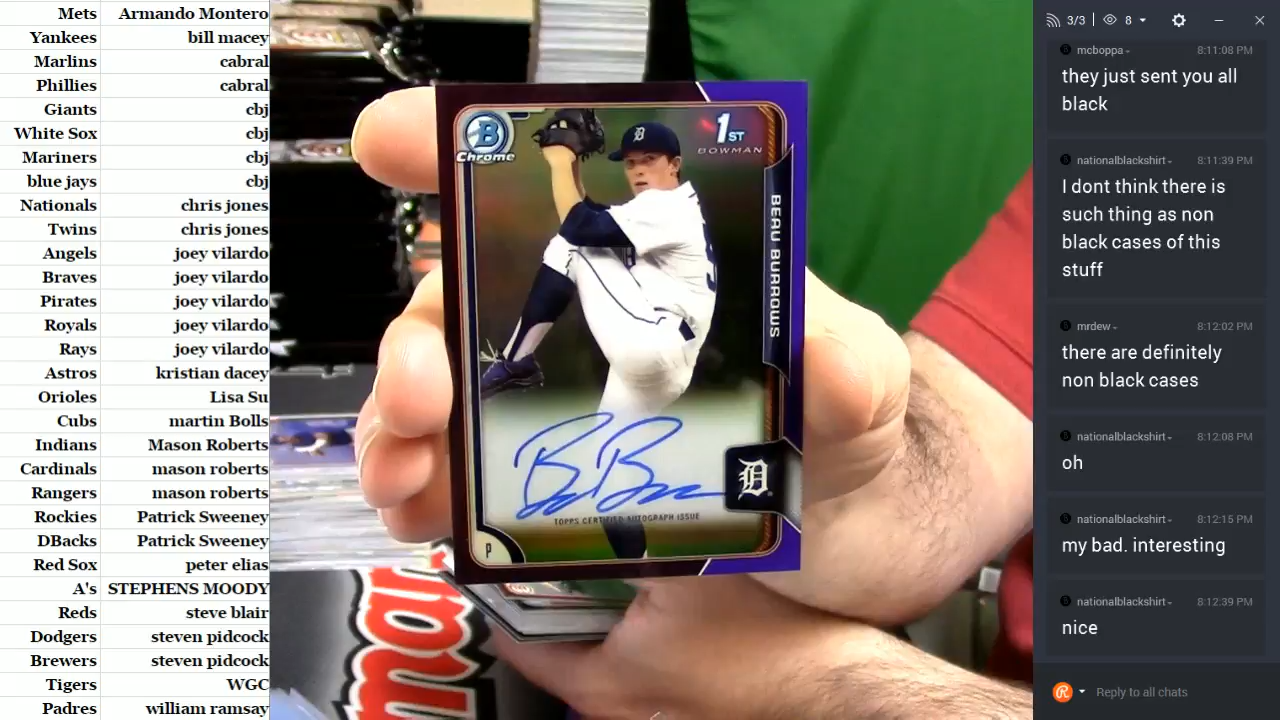 Mets Armando Montero
Yankees bill macey
Marlins cabral
Phillies cabral
Giants cbj
White Sox cbj
Mariners cbj
blue jays cbj
Nationals chris jones
Twins chris jones
Angels joey vilardo
Braves joey vilardo
Pirates joey vilardo
Royals joey vilardo
Rays joey vilardo
Astros kristian dacey
Orioles Lisa Su
Cubs martin Bolls
Indians Mason Roberts
Cardinals mason roberts
Rangers mason roberts
Rockies Patrick Sweeney
DBacks Patrick Sweeney
Red Sox peter elias
A's STEPHENS MOODY
Reds steve blair
Dodgers steven pidcock
Brewers steven pidcock
Tigers WGC
Padres william ramsay
B
Chrome
1ST
BOWMAN
D
BEAU BURROWS
D
TOPPS CERTIFIED AUTOGRAPH ISSUE
P
3/3 8
mcboppa 8:11:08 PM
they just sent you all
black
nationalblackshirt 8:11:39 PM
I dont think there is
such thing as non
black cases of this
stuff
mrdew 8:12:02 PM
there are definitely
non black cases
nationalblackshirt 8:12:08 PM
oh
nationalblackshirt 8:12:15 PM
my bad. interesting
nationalblackshirt 8:12:39 PM
nice
Reply to all chats